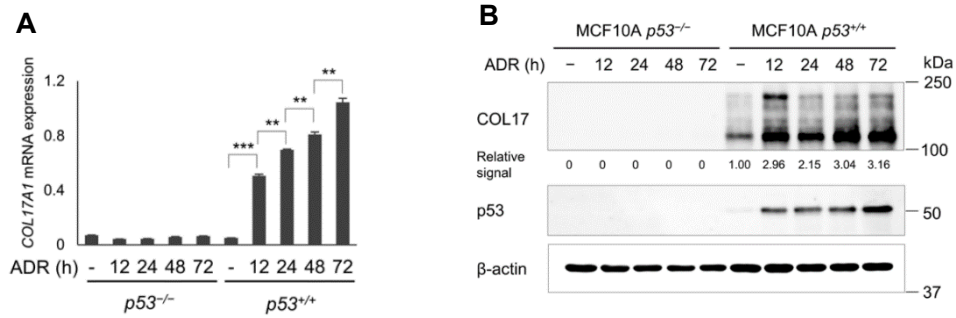 A
COL17A1 mRNA expression
1.2
0.8
0.4
0
*** ** ** **
ADR (h) - 12 24 48 72 - 12 24 48 72
p53–/– p53+/+
B
MCF10A p53–/– MCF10A p53+/+
ADR (h) – 12 24 48 72 – 12 24 48 72 kDa
COL17
250
100
Relative signal
0 0 0 0 0 1.00 2.96 2.15 3.04 3.16
p53
50
β-actin
37